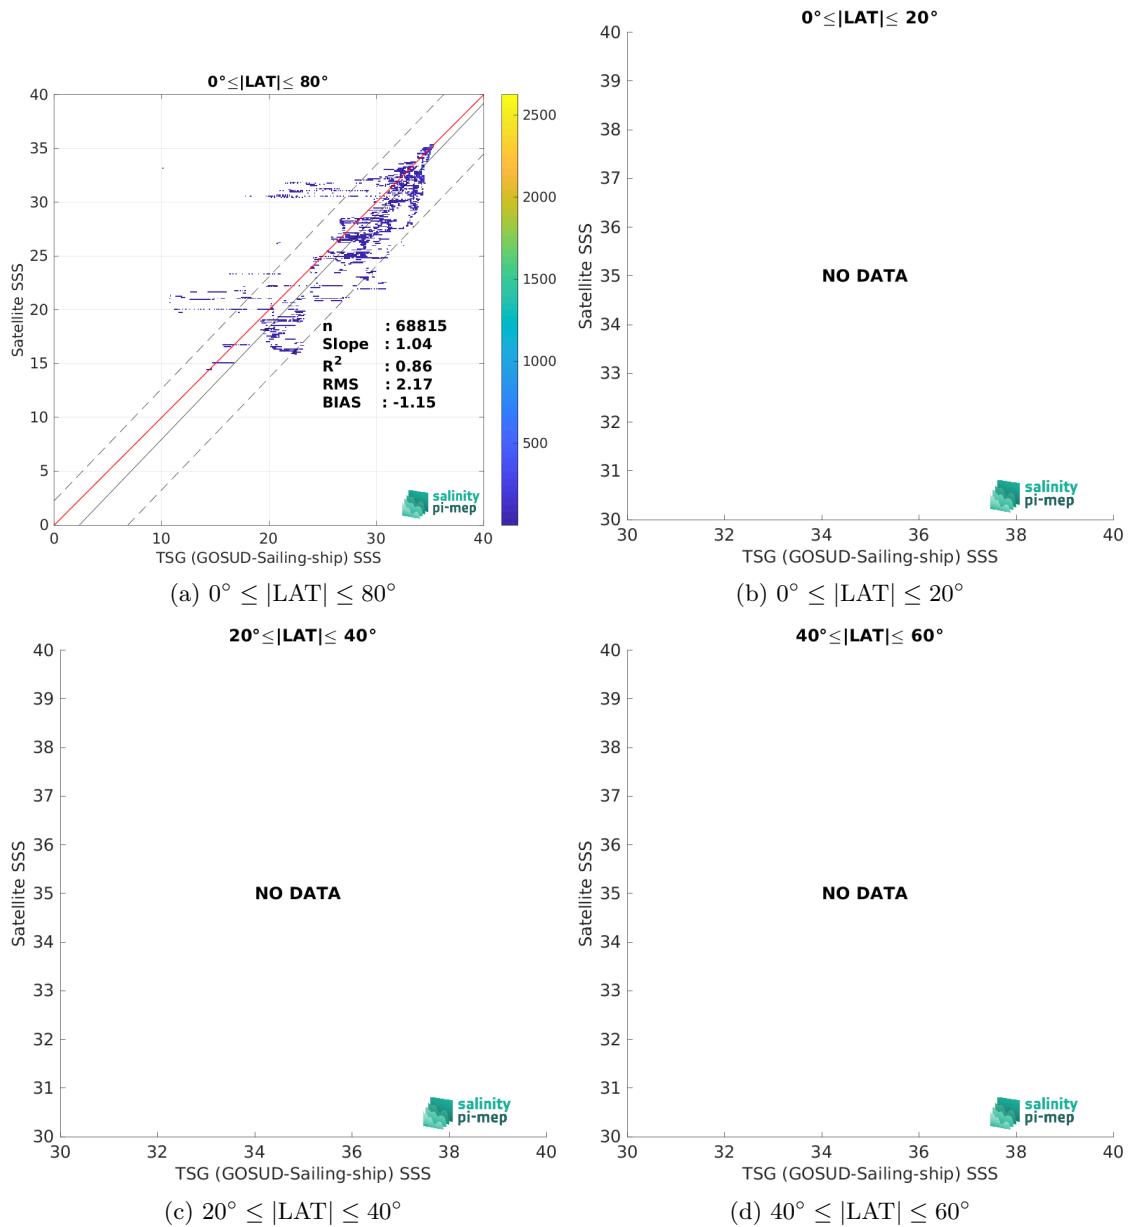 0°≤|LAT|≤ 80°
40
35
30
25
20
15
10
5
0
0
10
20
30
40
Satellite SSS
TSG (GOSUD-Sailing-ship) SSS
n : 68815
Slope : 1.04
R² : 0.86
RMS : 2.17
BIAS : -1.15
2500
2000
1500
1000
500
salinity
pi-mep
(a) 0° ≤ |LAT| ≤ 80°
0°≤|LAT|≤ 20°
40
39
38
37
36
35
34
33
32
31
30
30
32
34
36
38
40
Satellite SSS
NO DATA
salinity
pi-mep
TSG (GOSUD-Sailing-ship) SSS
(b) 0° ≤ |LAT| ≤ 20°
20°≤|LAT|≤ 40°
40
39
38
37
36
35
34
33
32
31
30
30
32
34
36
38
40
Satellite SSS
NO DATA
salinity
pi-mep
TSG (GOSUD-Sailing-ship) SSS
(c) 20° ≤ |LAT| ≤ 40°
40°≤|LAT|≤ 60°
40
39
38
37
36
35
34
33
32
31
30
30
32
34
36
38
40
Satellite SSS
NO DATA
salinity
pi-mep
TSG (GOSUD-Sailing-ship) SSS
(d) 40° ≤ |LAT| ≤ 60°